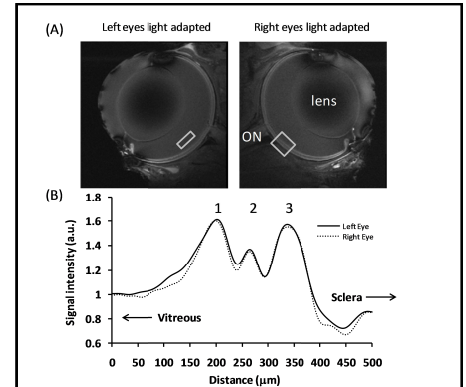 (A) Left eyes light adapted Right eyes light adapted
lens
ON
(B)
1.8
1.6
1.4
1.2
1
0.8
0.6
Signal intensity (a.u.)
1 2 3
Left Eye
Right Eye
Sclera
Vitreous
0 50 100 150 200 250 300 350 400 450 500
Distance (µm)